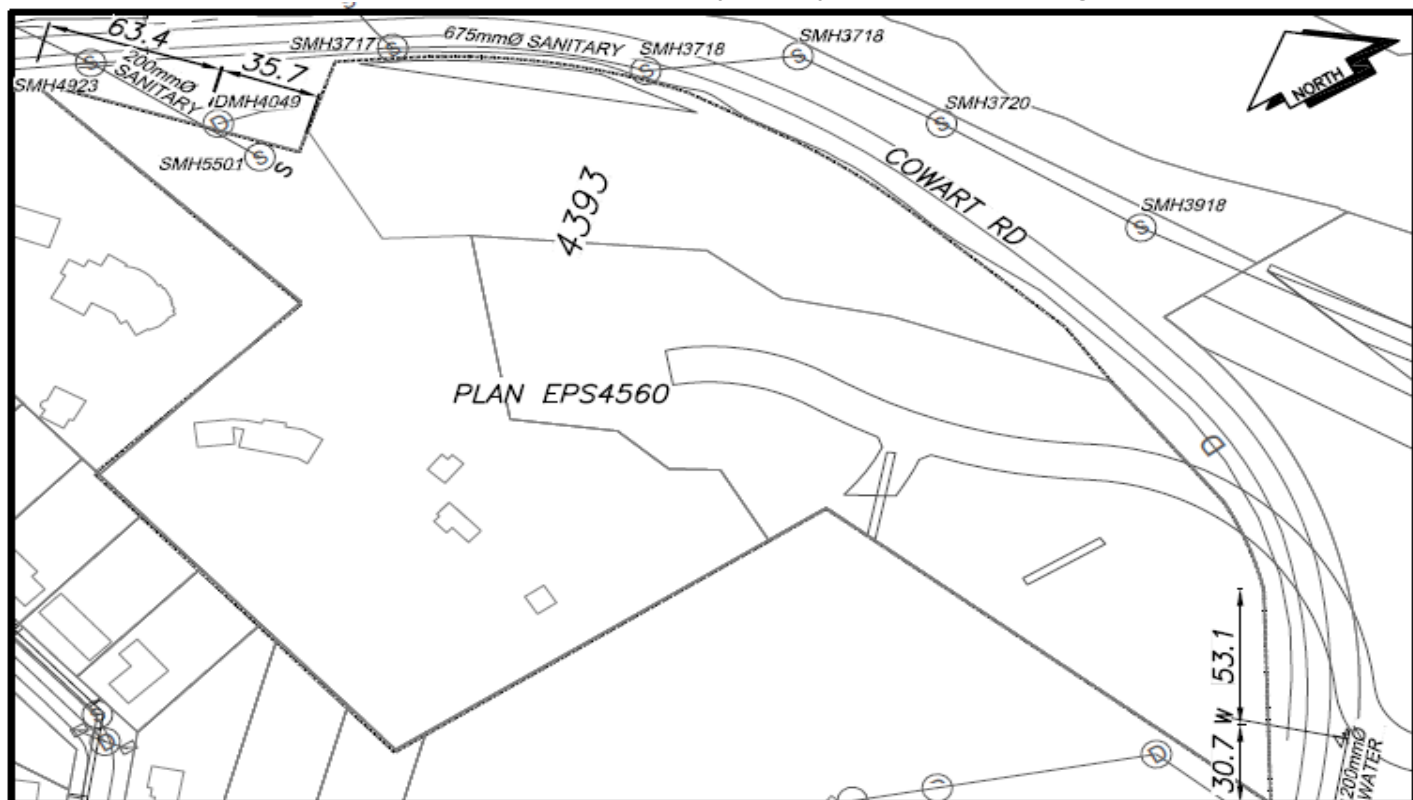 63.4
SMH3717
675mmØ SANITARY
SMH3718
SMH3718
NORTH
200mmØ
SANITARY
35.7
SMH4923
DMH4049
D
SMH5501
S
S
S
S
S
S
S
SMH3720
S
COWART RD
SMH3918
S
4393
PLAN EPS4560
D
53.1
W
30.7
200mmØ
WATER
D
D